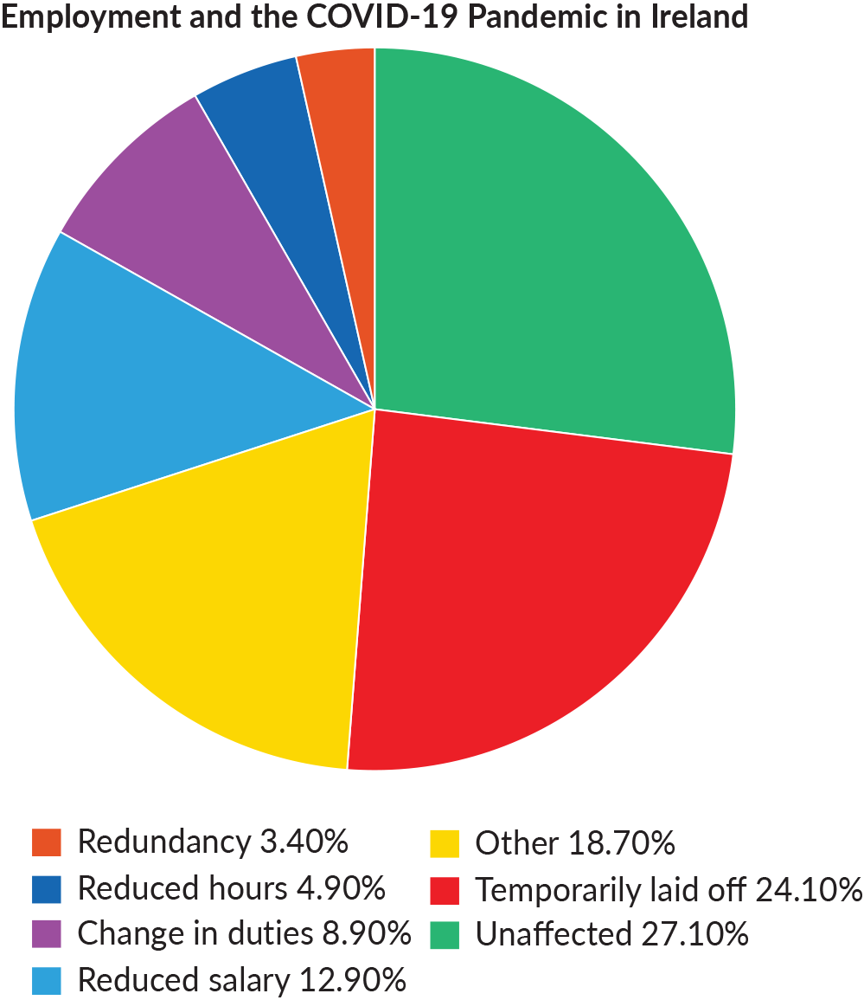 Employment and the COVID-19 Pandemic in Ireland
Redundancy 3.40%
Reduced hours 4.90%
Change in duties 8.90%
Reduced salary 12.90%
Other 18.70%
Temporarily laid off 24.10%
Unaffected 27.10%